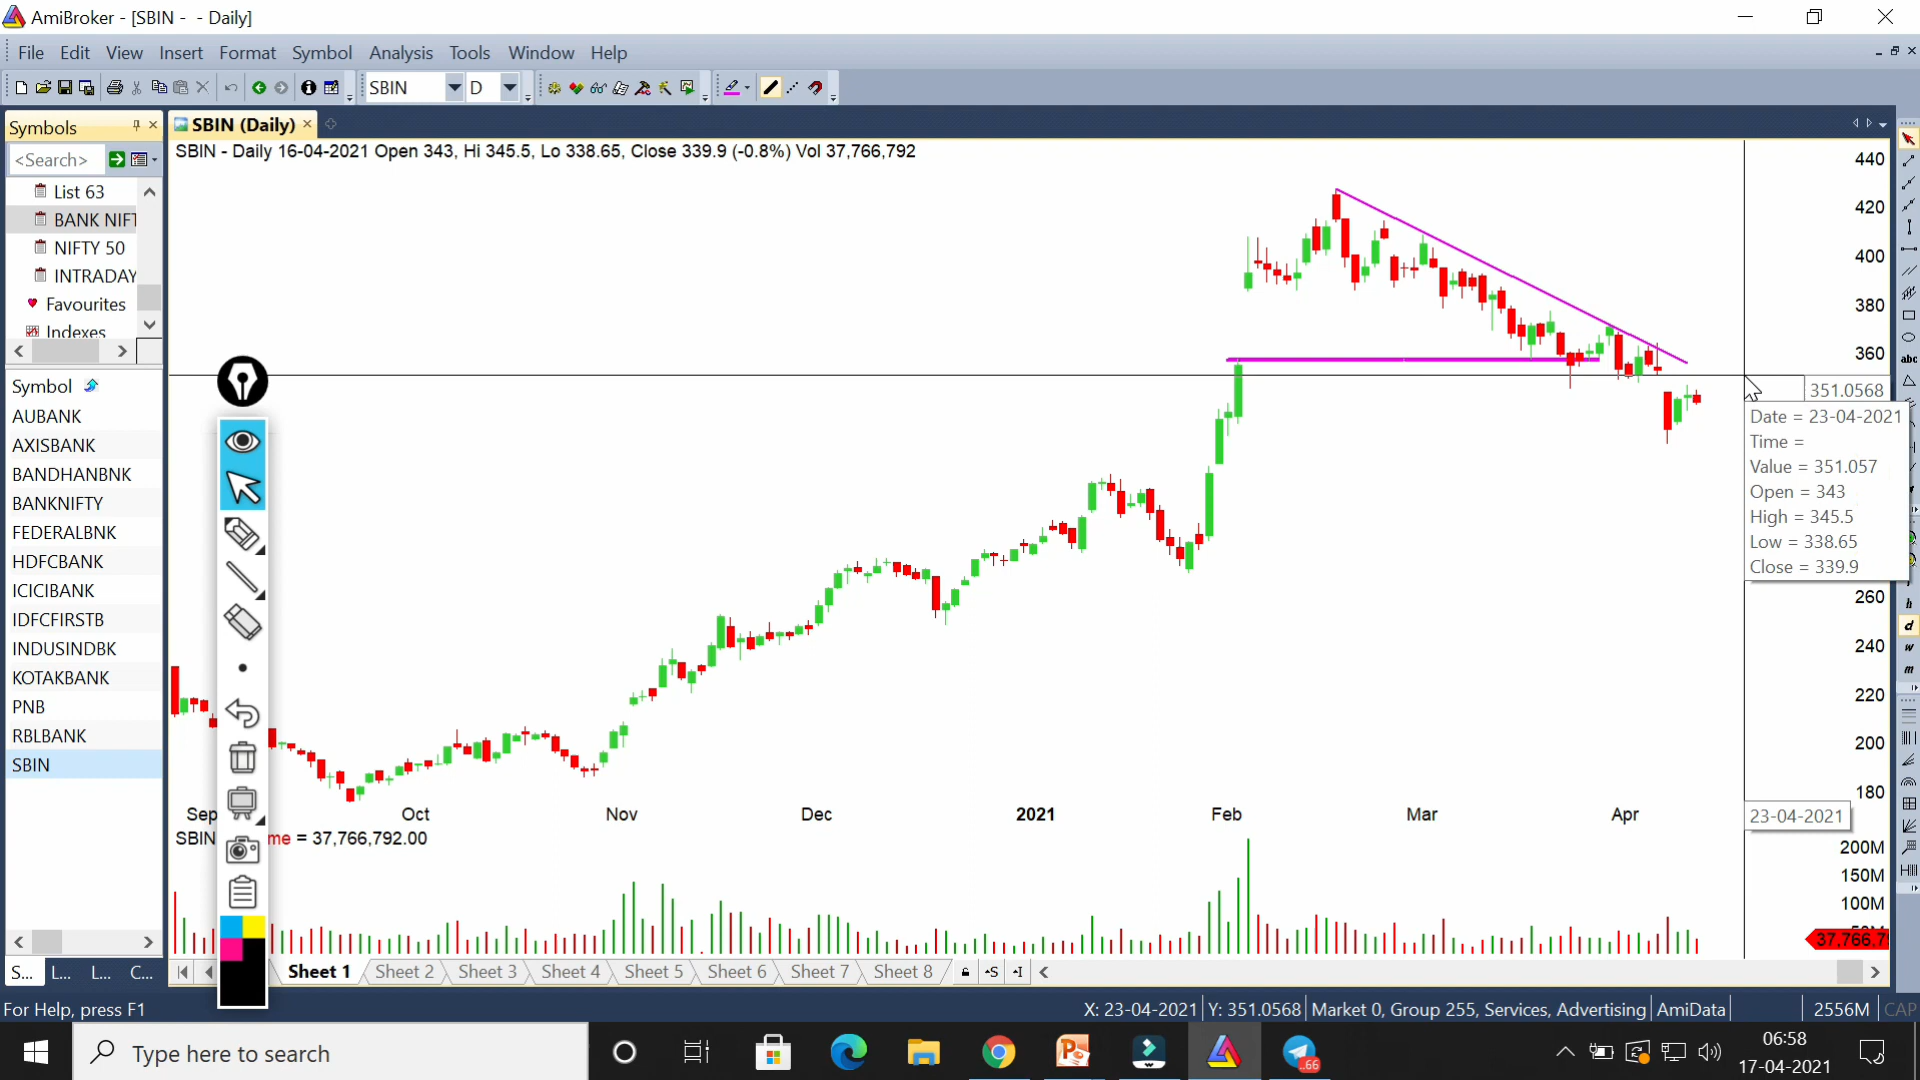 AmiBroker - [SBIN -  - Daily]
File Edit View Insert Format Symbol Analysis Tools Window Help
SBIN D
Symbols
SBIN (Daily)
<Search>
SBIN - Daily 16-04-2021 Open 343, Hi 345.5, Lo 338.65, Close 339.9 (-0.8%) Vol 37,766,792
List 63
BANK NIFT
NIFTY 50
INTRADAY
Favourites
Indexes
Symbol
AUBANK
AXISBANK
BANDHANBNK
BANKNIFTY
FEDERALBNK
HDFCBANK
ICICIBANK
IDFCFIRSTB
INDUSINDBK
KOTAKBANK
PNB
RBLBANK
SBIN
440
420
400
380
360
351.0568
Date = 23-04-2021
Time =
Value = 351.057
Open = 343
High = 345.5
Low = 338.65
Close = 339.9
260
240
220
200
180
abc
h
d
w
m
Sep Oct Nov Dec 2021 Feb Mar Apr
23-04-2021
SBIN me = 37,766,792.00
200M
150M
100M
37,766,7
S... L... L... C...
Sheet 1 Sheet 2 Sheet 3 Sheet 4 Sheet 5 Sheet 6 Sheet 7 Sheet 8
For Help, press F1
X: 23-04-2021 Y: 351.0568 Market 0, Group 255, Services, Advertising AmiData 2556M CAP
Type here to search
..66
06:58
17-04-2021